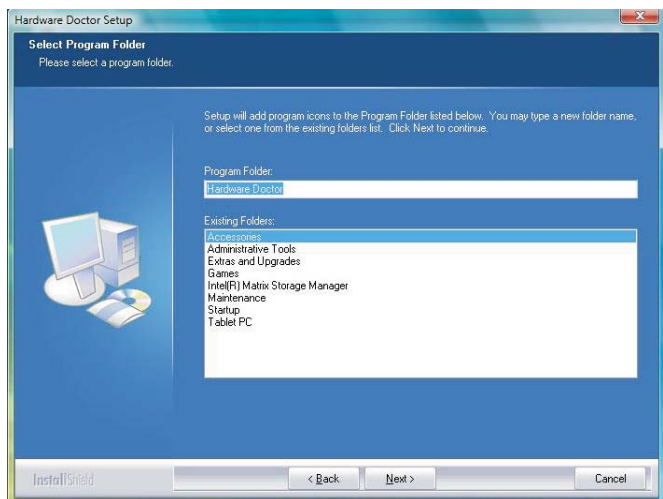 Hardware Doctor Setup
Select Program Folder
Please select a program folder.
Setup will add program icons to the Program Folder listed below. You may type a new folder name,
or select one from the existing folders list. Click Next to continue.
Program Folder:
Hardware Doctor
Existing Folders:
Accessories
Administrative Tools
Extras and Upgrades
Games
Intel(R) Matrix Storage Manager
Maintenance
Startup
Tablet PC
InstallShield
< Back
Next >
Cancel